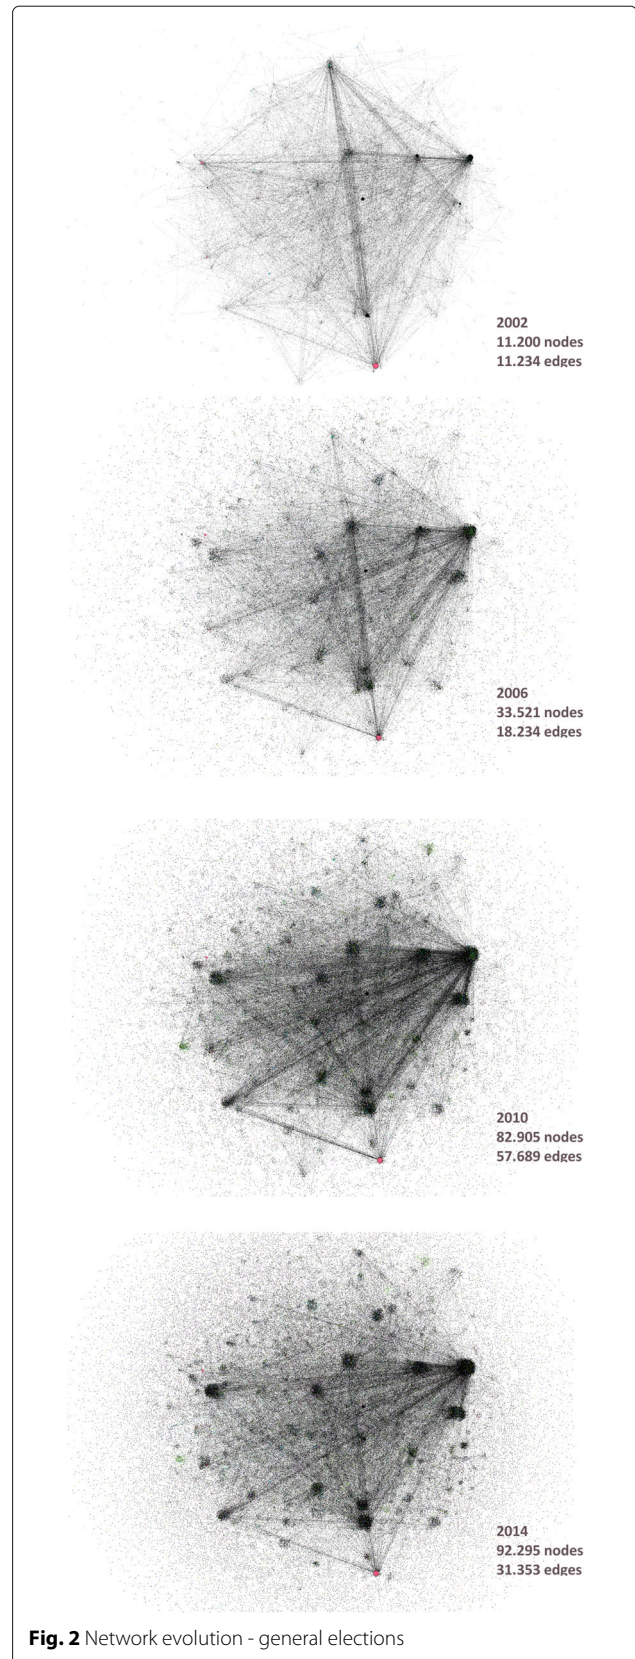 2002
11.200 nodes
11.234 edges
2006
33.521 nodes
18.234 edges
2010
82.905 nodes
57.689 edges
2014
92.295 nodes
31.353 edges
Fig. 2 Network evolution - general elections